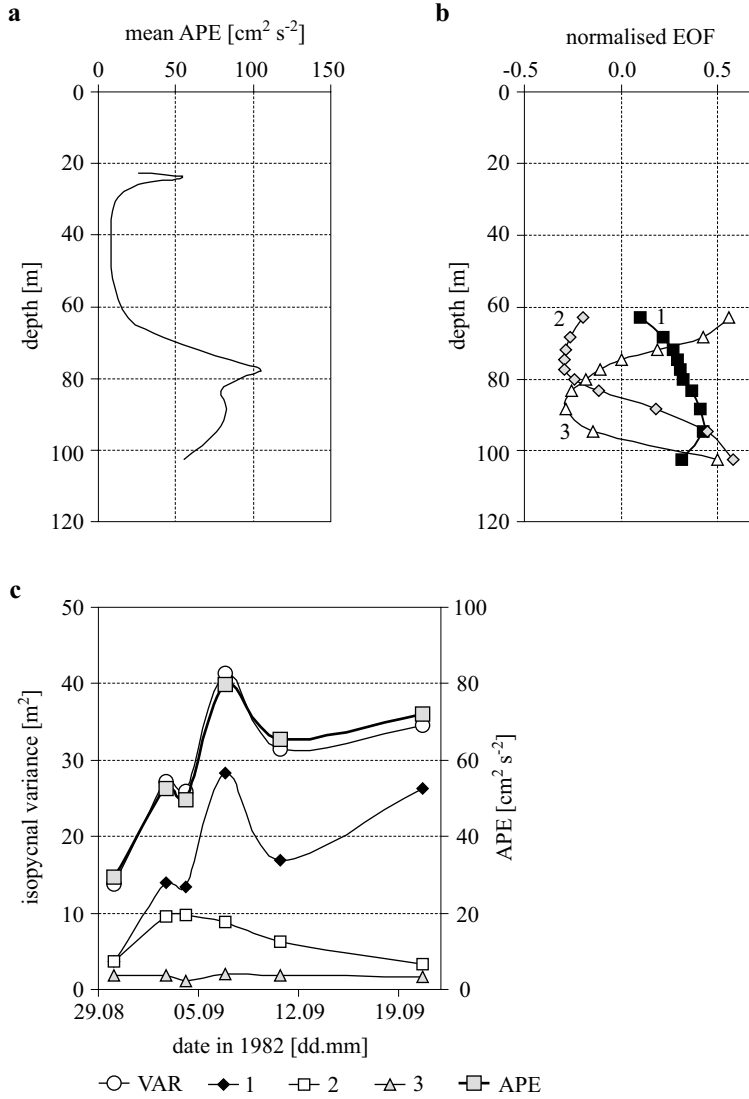 a
mean APE [cm² s⁻²]
0 50 100 150
0
20
40
60
80
100
120
depth [m]
b
normalised EOF
-0.5 0.0 0.5
0
20
40
60
80
100
120
depth [m]
2 1
3
c
50
40
30
20
10
0
isopycnal variance [m²]
100
80
60
40
20
0
APE [cm² s⁻²]
29.08 05.09 12.09 19.09
date in 1982 [dd.mm]
VAR 1 2 3 APE